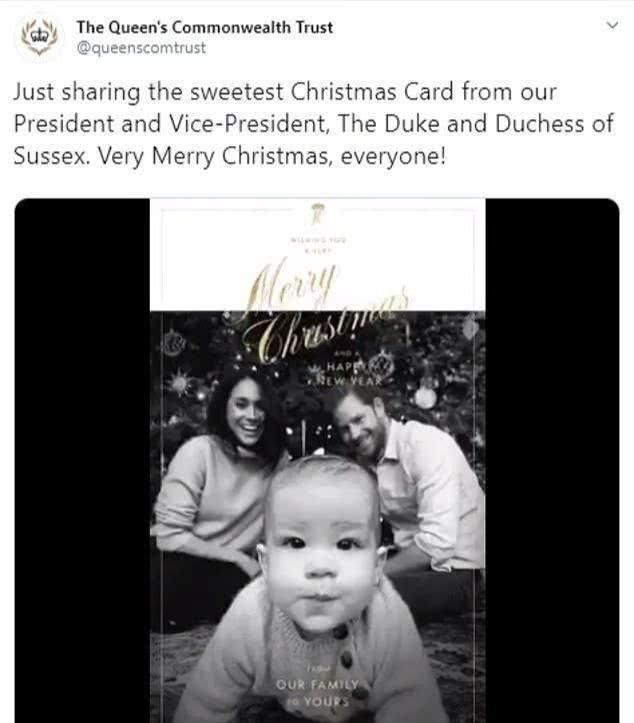 The Queen's Commonwealth Trust
@queenscomtrust
Just sharing the sweetest Christmas Card from our
President and Vice-President, The Duke and Duchess of
Sussex. Very Merry Christmas, everyone!
WISHING YOU
A VERY
Merry
Christmas
AND A
HAPPY
NEW YEAR
FROM
OUR FAMILY
TO YOURS